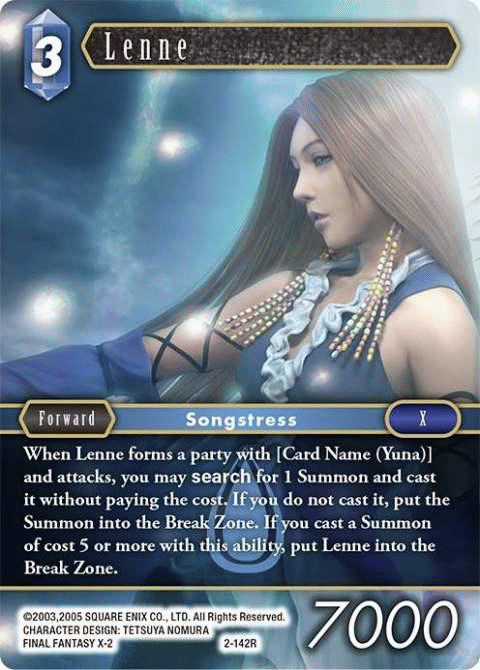 3
Lenne
Forward
Songstress
X
When Lenne forms a party with [Card Name (Yuna)]
and attacks, you may search for 1 Summon and cast
it without paying the cost. If you do not cast it, put the
Summon into the Break Zone. If you cast a Summon
of cost 5 or more with this ability, put Lenne into the
Break Zone.
©2003,2005 SQUARE ENIX CO., LTD. All Rights Reserved.
CHARACTER DESIGN: TETSUYA NOMURA
FINAL FANTASY X-2
2-142R
7000